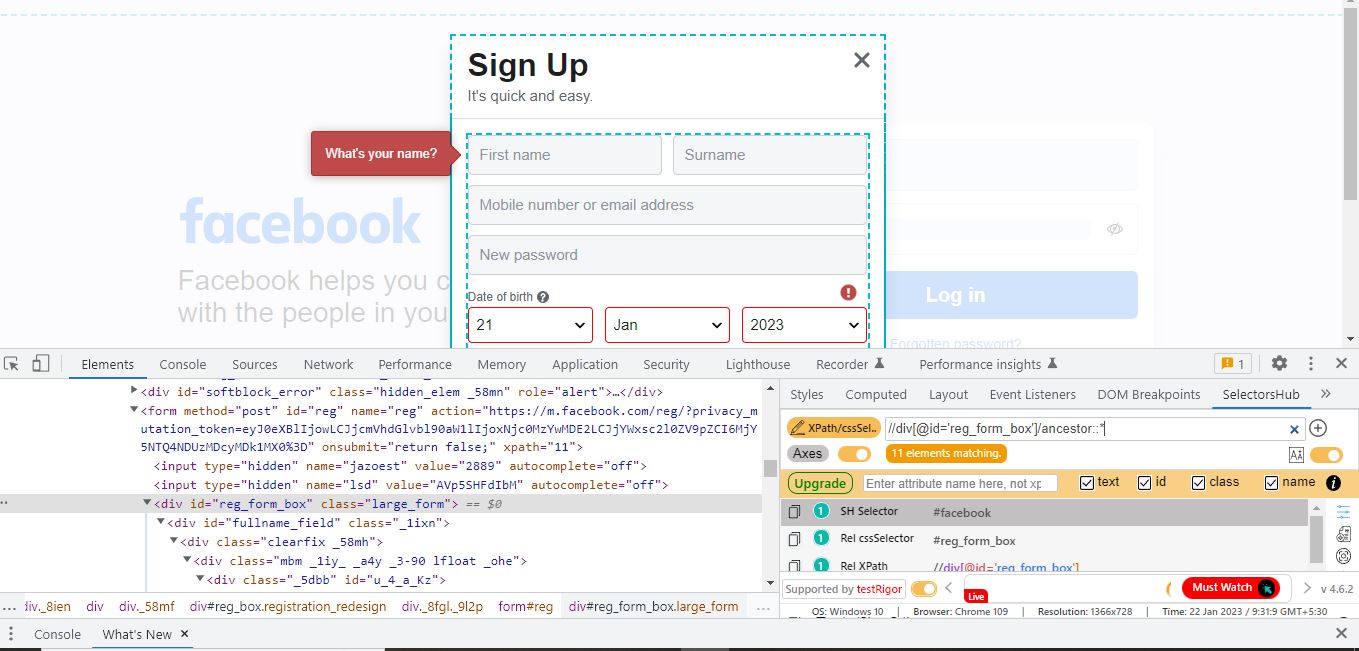 Sign Up
It's quick and easy.
What's your name?
First name
Surname
Mobile number or email address
New password
Date of birth ?
21
Jan
2023
facebook
Facebook helps you c
with the people in you
Log in
Forgotten password?
Elements Console Sources Network Performance Memory Application Security Lighthouse Recorder Performance insights 1
<div id="softblock_error" class="hidden_elem _58mn" role="alert">…</div>
<form method="post" id="reg" name="reg" action="https://m.facebook.com/reg/?privacy_m
utation_token=eyJ0eXBlIjowLCJjcmVhdGlvbl90aW1lIjoxNjc0MzYwMDE2LCJjYWxsc2l0ZV9pZCI6MjY
5NTQ4NDUzMDcyMDk1MX0%3D" onsubmit="return false;" xpath="11">
<input type="hidden" name="jazoest" value="2889" autocomplete="off">
<input type="hidden" name="lsd" value="AVp5SHFdIbM" autocomplete="off">
<div id="reg_form_box" class="large_form"> == $0
<div id="fullname_field" class="_1ixn">
<div class="clearfix _58mh">
<div class="mbm _1iy_ _a4y _3-90 lfloat _ohe">
<div class="_5dbb" id="u_4_a_Kz">
... div._8ien div div._58mf div#reg_box.registration_redesign div._8fgl._9l2p form#reg div#reg_form_box.large_form ...
Styles Computed Layout Event Listeners DOM Breakpoints SelectorsHub
XPath/cssSel.. //div[@id='reg_form_box']/ancestor::*
Axes 11 elements matching.
Upgrade Enter attribute name here, not xp text id class name i
1 SH Selector #facebook
1 Rel cssSelector #reg_form_box
1 Rel XPath //div[@id='reg_form_box']
Supported by testRigor Live Must Watch v 4.6.2
OS: Windows 10 | Browser: Chrome 109 | Resolution: 1366x728 | Time: 22 Jan 2023 / 9:31:9 GMT+5:30
Console What's New